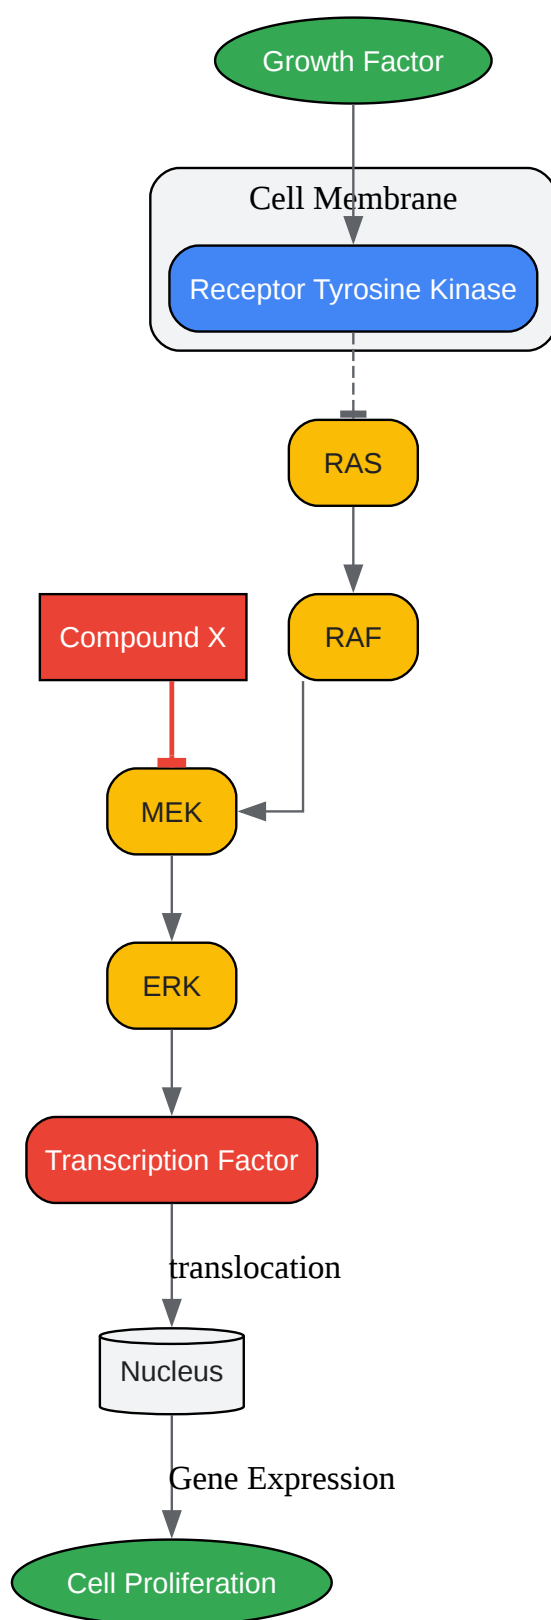 Growth Factor
Cell Membrane
Receptor Tyrosine Kinase
RAS
Compound X
RAF
MEK
ERK
Transcription Factor
translocation
Nucleus
Gene Expression
Cell Proliferation